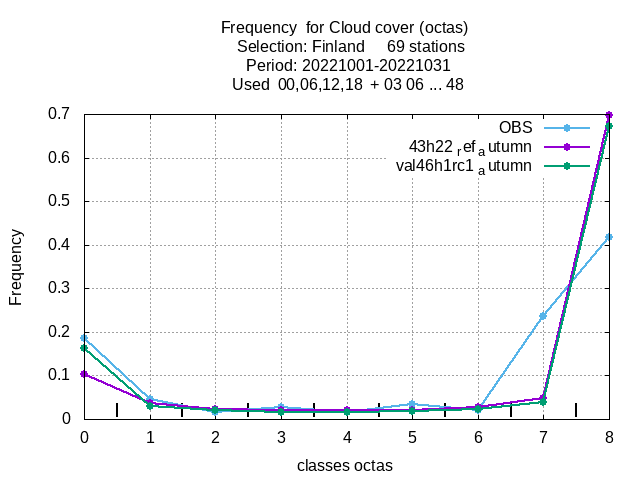 Frequency for Cloud cover (octas)
Selection: Finland 69 stations
Period: 20221001-20221031
Used 00,06,12,18 + 03 06 ... 48
OBS
43h22 ref autumn
val46h1rc1 autumn
0.7
0.6
0.5
0.4
0.3
0.2
0.1
0
Frequency
0 1 2 3 4 5 6 7 8
classes octas